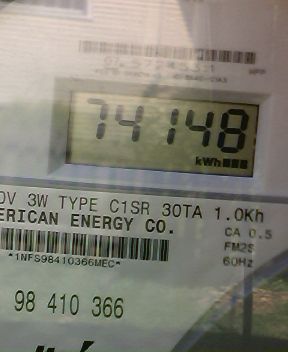 74148
kWh
0V 3W TYPE C1SR 30TA 1.0Kh
ERICAN ENERGY CO.
CA 0.5
FM2S
60Hz
*1NFS98410366MEC*
98 410 366